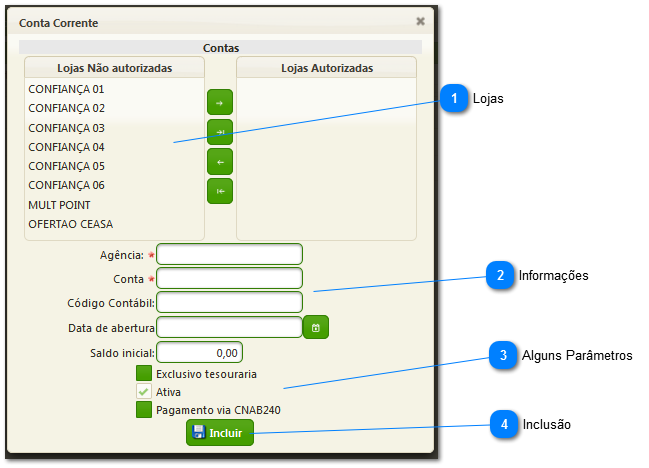 Conta Corrente
Contas
Lojas Não autorizadas
Lojas Autorizadas
CONFIANÇA 01
CONFIANÇA 02
CONFIANÇA 03
CONFIANÇA 04
CONFIANÇA 05
CONFIANÇA 06
MULT POINT
OFERTAO CEASA
1 Lojas
Agência: *
Conta *
Código Contábil:
2 Informações
Data de abertura
Saldo inicial: 0,00
Exclusivo tesouraria
Ativa
Pagamento via CNAB240
3 Alguns Parâmetros
Incluir
4 Inclusão